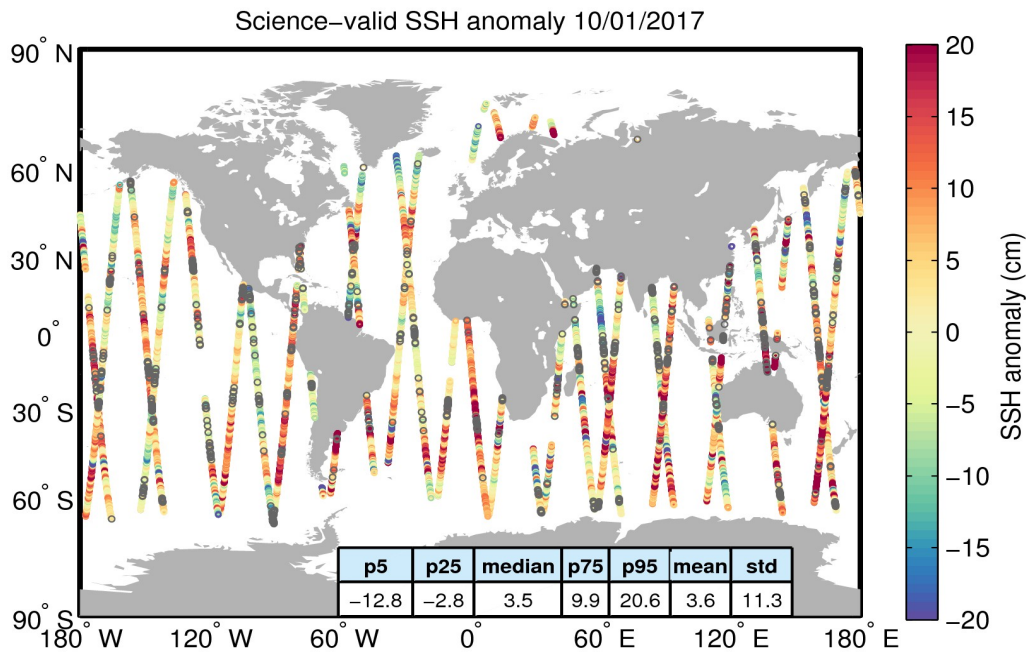 Science−valid SSH anomaly 10/01/2017
90° N
60° N
30° N
0°
30° S
60° S
90° S
180° W
120° W
60° W
0°
60° E
120° E
180° E
p5 p25 median p75 p95 mean std
−12.8 −2.8 3.5 9.9 20.6 3.6 11.3
20
15
10
5
0
−5
−10
−15
−20
SSH anomaly (cm)